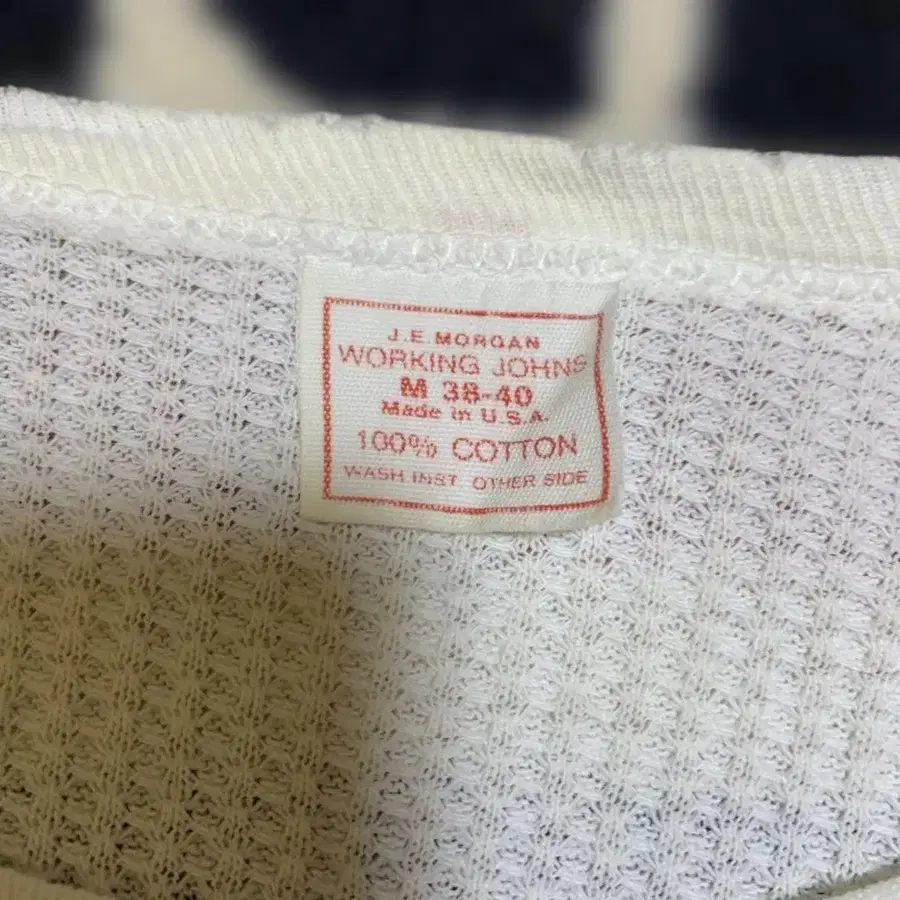 J.E. MORGAN
WORKING JOHNS
M 38-40
Made in U.S.A.
100% COTTON
WASH INST OTHER SIDE